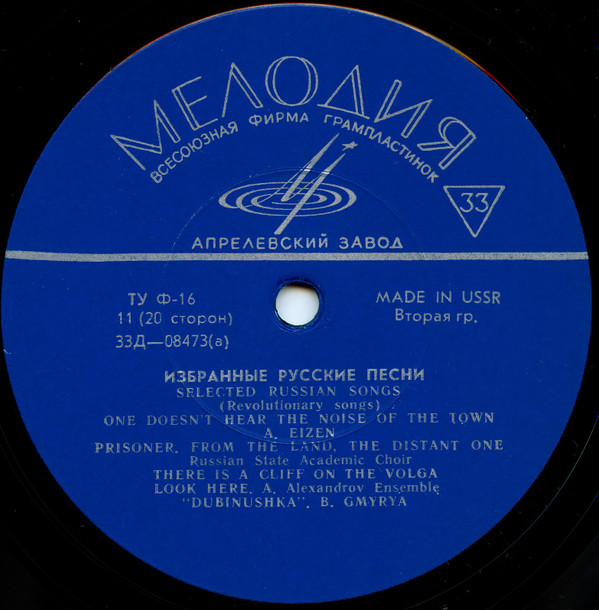 МЕЛОДИЯ
ВСЕСОЮЗНАЯ ФИРМА ГРАМПЛАСТИНОК
33
АПРЕЛЕВСКИЙ ЗАВОД
ТУ Ф-16
MADE IN USSR
11 (20 сторон)
Вторая гр.
33Д—08473(а)
ИЗБРАННЫЕ РУССКИЕ ПЕСНИ
SELECTED RUSSIAN SONGS
(Revolutionary songs)
ONE DOESN'T HEAR THE NOISE OF THE TOWN
A. EIZEN
PRISONER. FROM THE LAND, THE DISTANT ONE
Russian State Academic Choir
THERE IS A CLIFF ON THE VOLGA
LOOK HERE. A. Alexandrov Ensemble
"DUBINUSHKA". B. GMYRYA